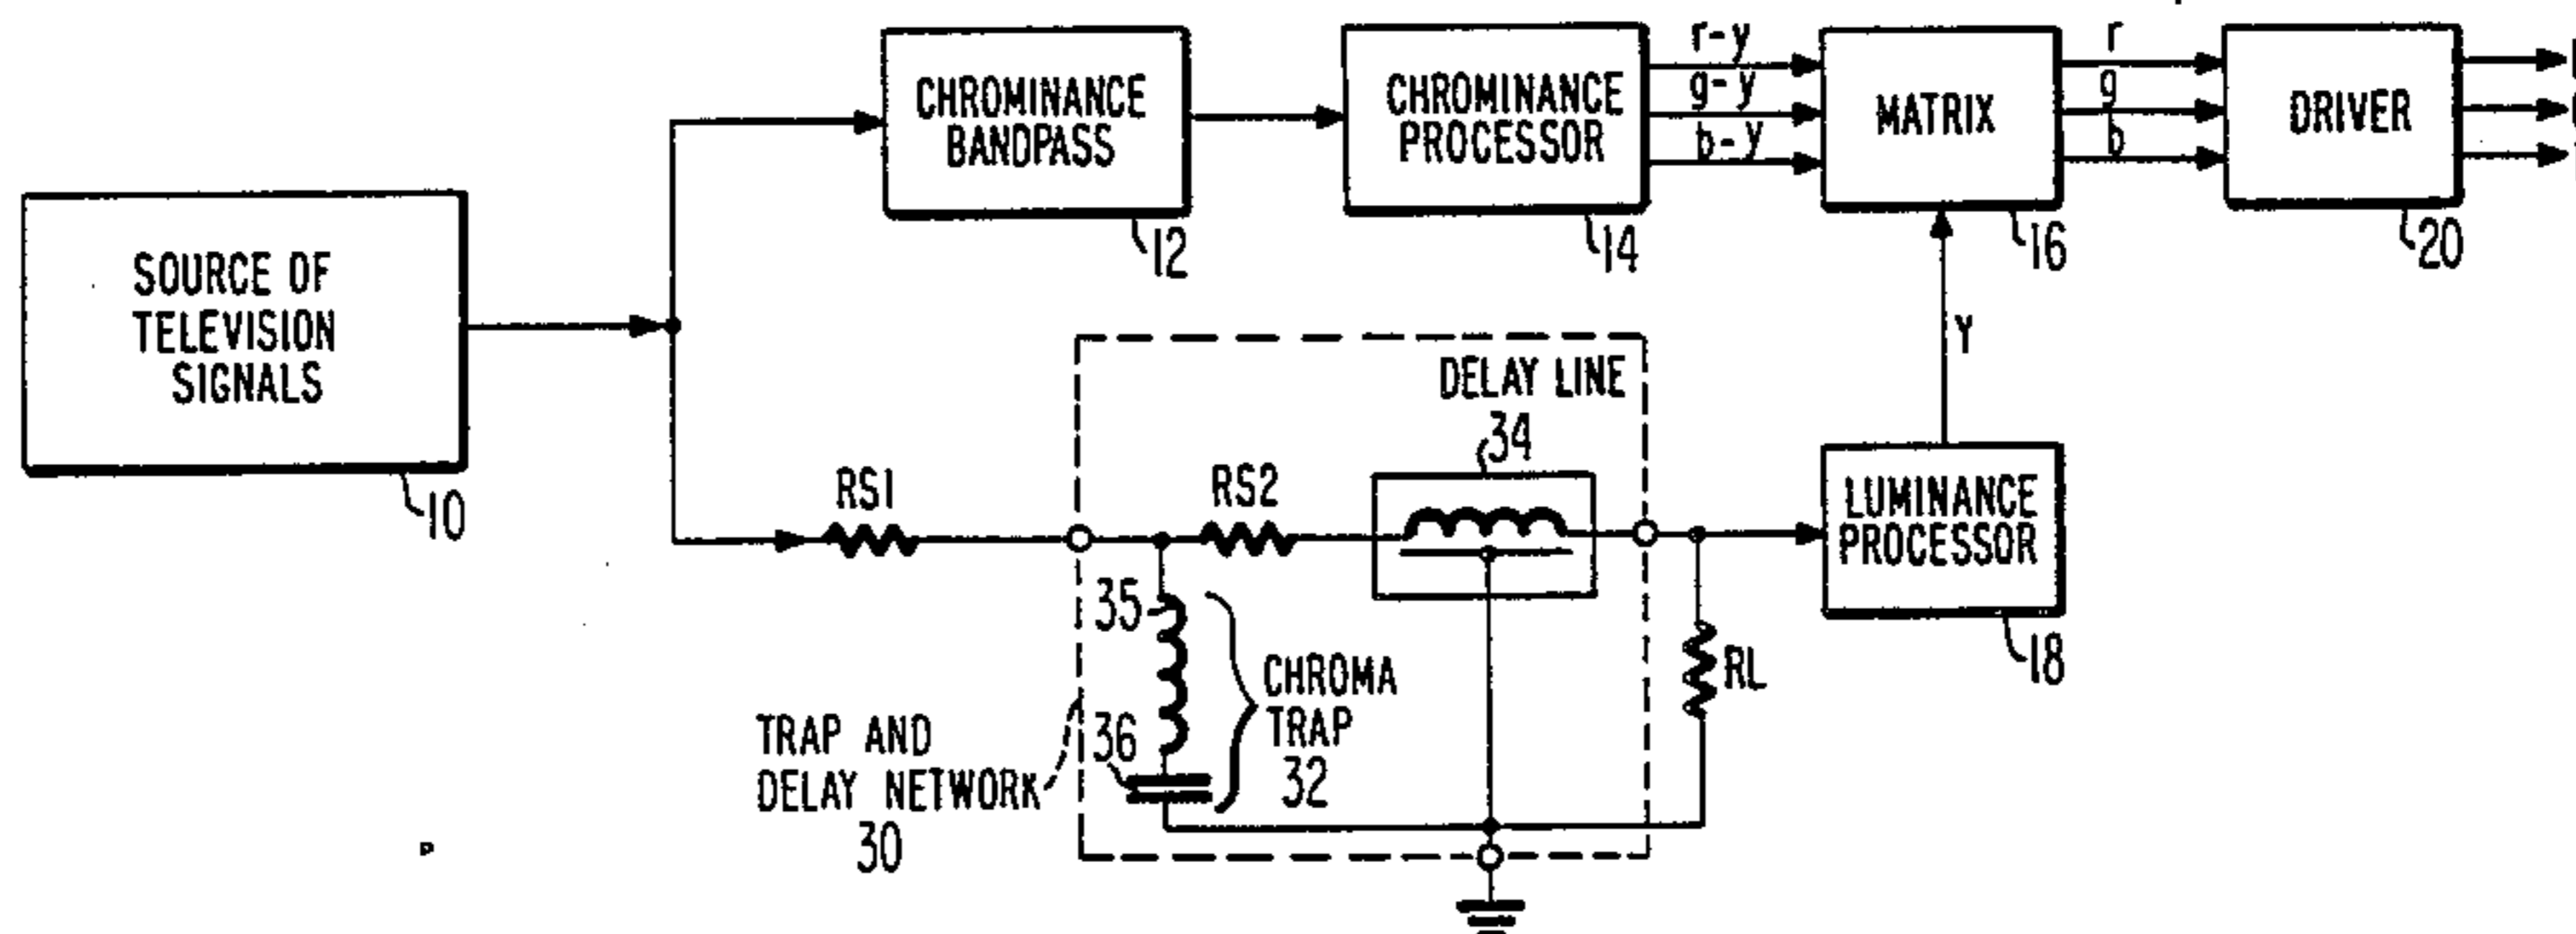 CHROMINANCE
BANDPASS
12
CHROMINANCE
PROCESSOR
14
r-y
g-y
b-y
MATRIX
16
r
g
b
DRIVER
20
SOURCE OF
TELEVISION
SIGNALS
10
Y
RS1
RS2
DELAY LINE
34
LUMINANCE
PROCESSOR
18
35
36
CHROMA
TRAP
32
RL
TRAP AND
DELAY NETWORK
30